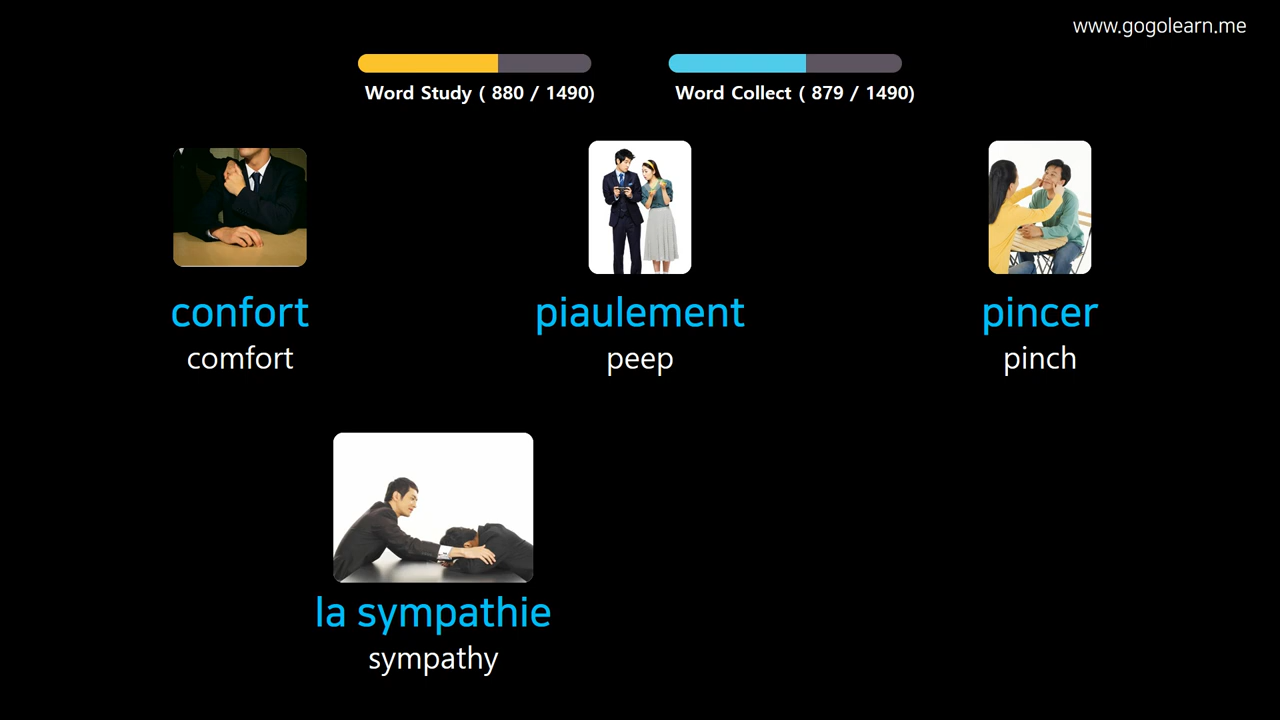 www.gogolearn.me
Word Study ( 880 / 1490)
Word Collect ( 879 / 1490)
confort
comfort
piaulement
peep
pincer
pinch
la sympathie
sympathy